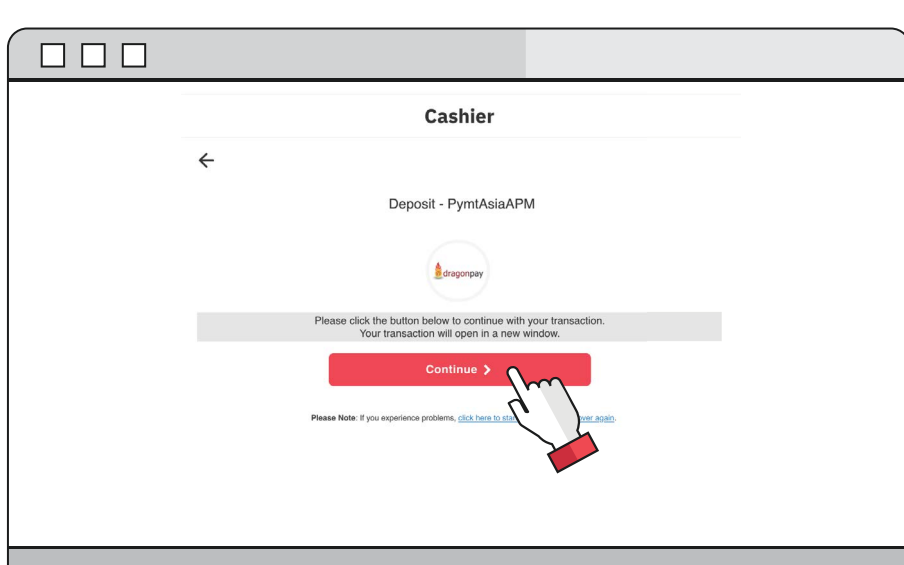 Cashier
Deposit - PymtAsiaAPM
dragonpay
Please click the button below to continue with your transaction.
Your transaction will open in a new window.
Continue
Please Note: If you experience problems, click here to over again.